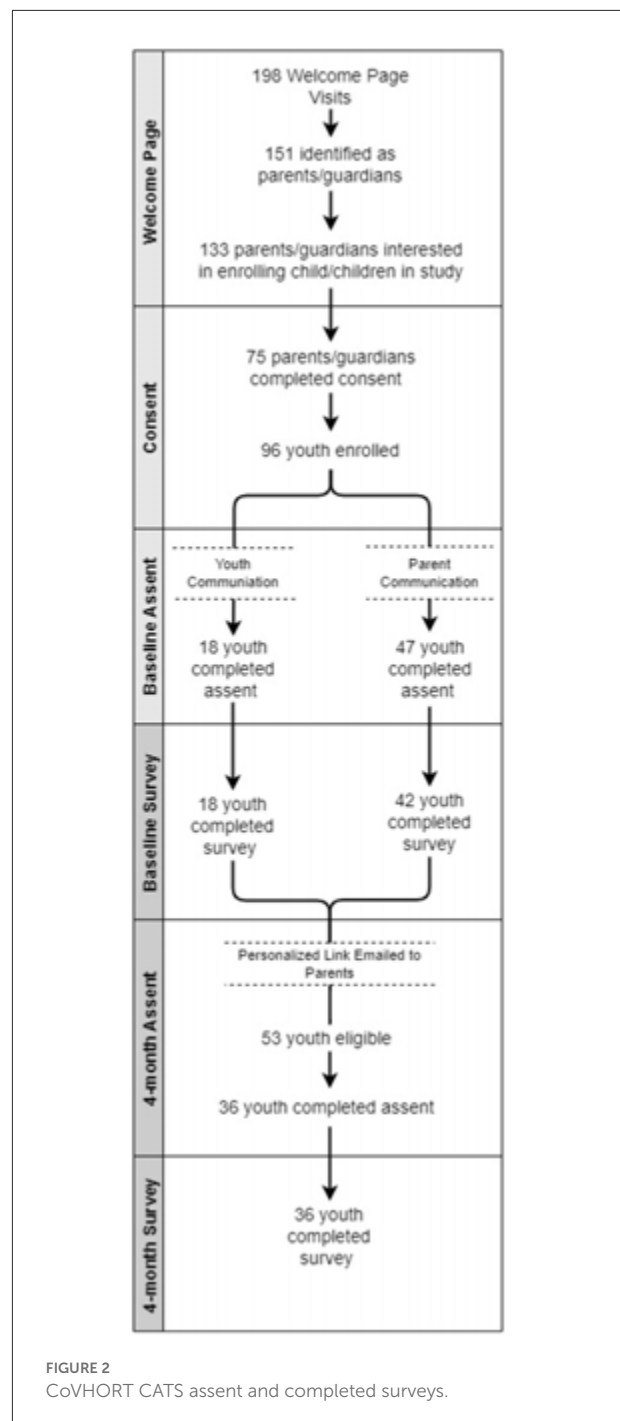 Welcome Page
198 Welcome Page
Visits
151 identified as
parents/guardians
133 parents/guardians interested
in enrolling child/children in study
Consent
75 parents/guardians
completed consent
96 youth enrolled
Baseline Assent
Youth
Communiation
Parent
Communication
18 youth
completed
assent
47 youth
completed
assent
Baseline Survey
18 youth
completed
survey
42 youth
completed
survey
4-month Assent
Personalized Link Emailed to
Parents
53 youth eligible
36 youth completed assent
4-month Survey
36 youth
completed
survey
FIGURE 2
CoVHORT CATS assent and completed surveys.